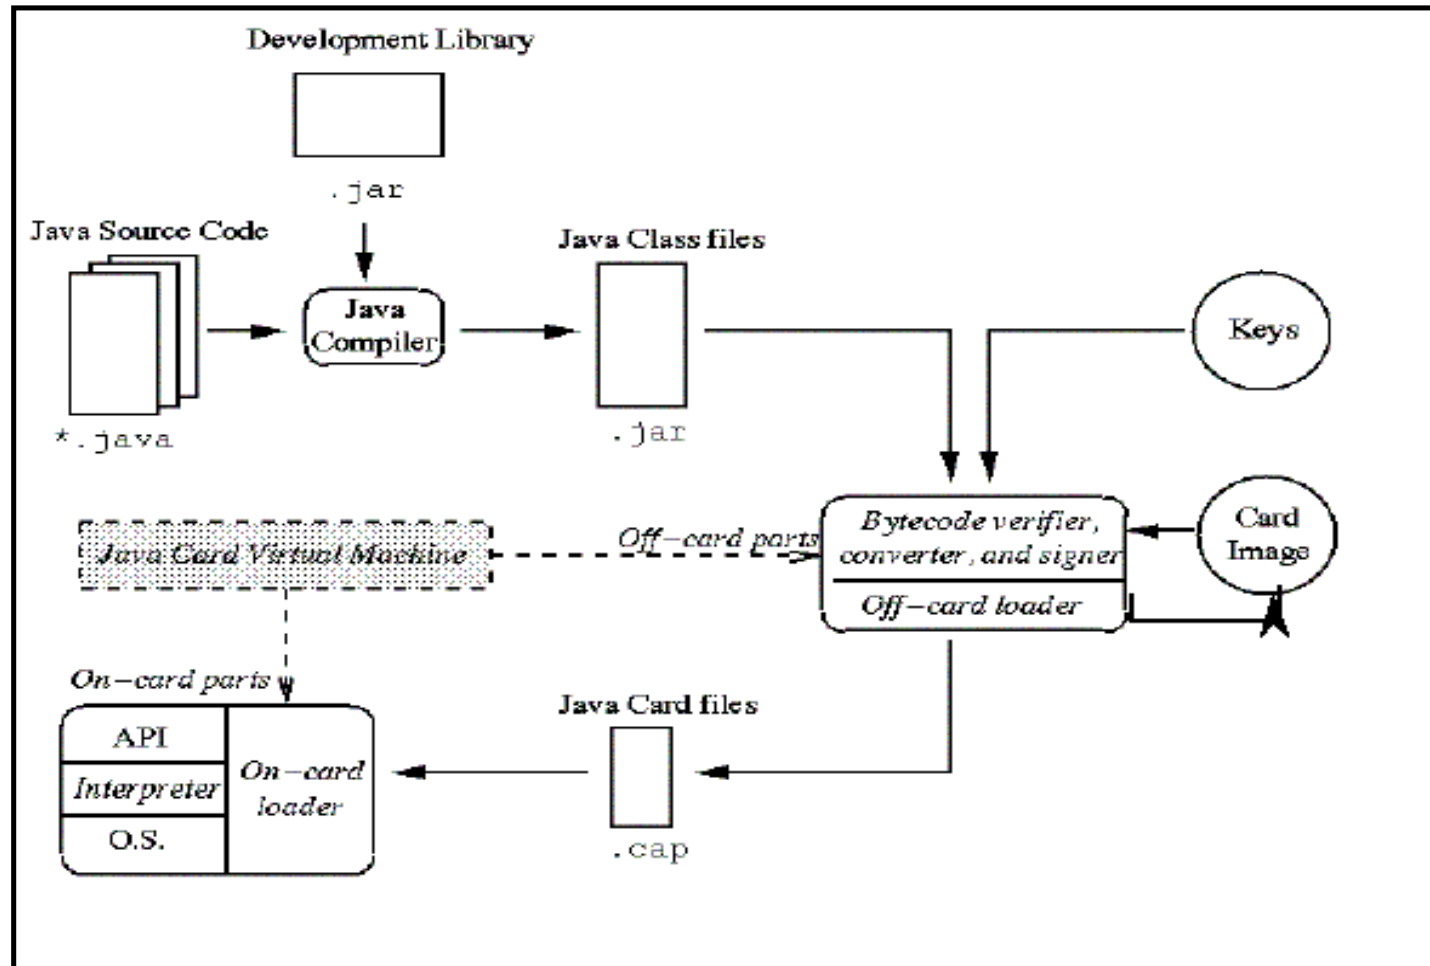 Development Library
.jar
Java Source Code
Java Class files
Java
Compiler
Keys
*.java
.jar
Java Card Virtual Machine
Off-card parts
Bytecode verifier,
converter, and signer
Off-card loader
Card
Image
On-card parts
Java Card files
API
Interpreter
O.S.
On-card
loader
.cap